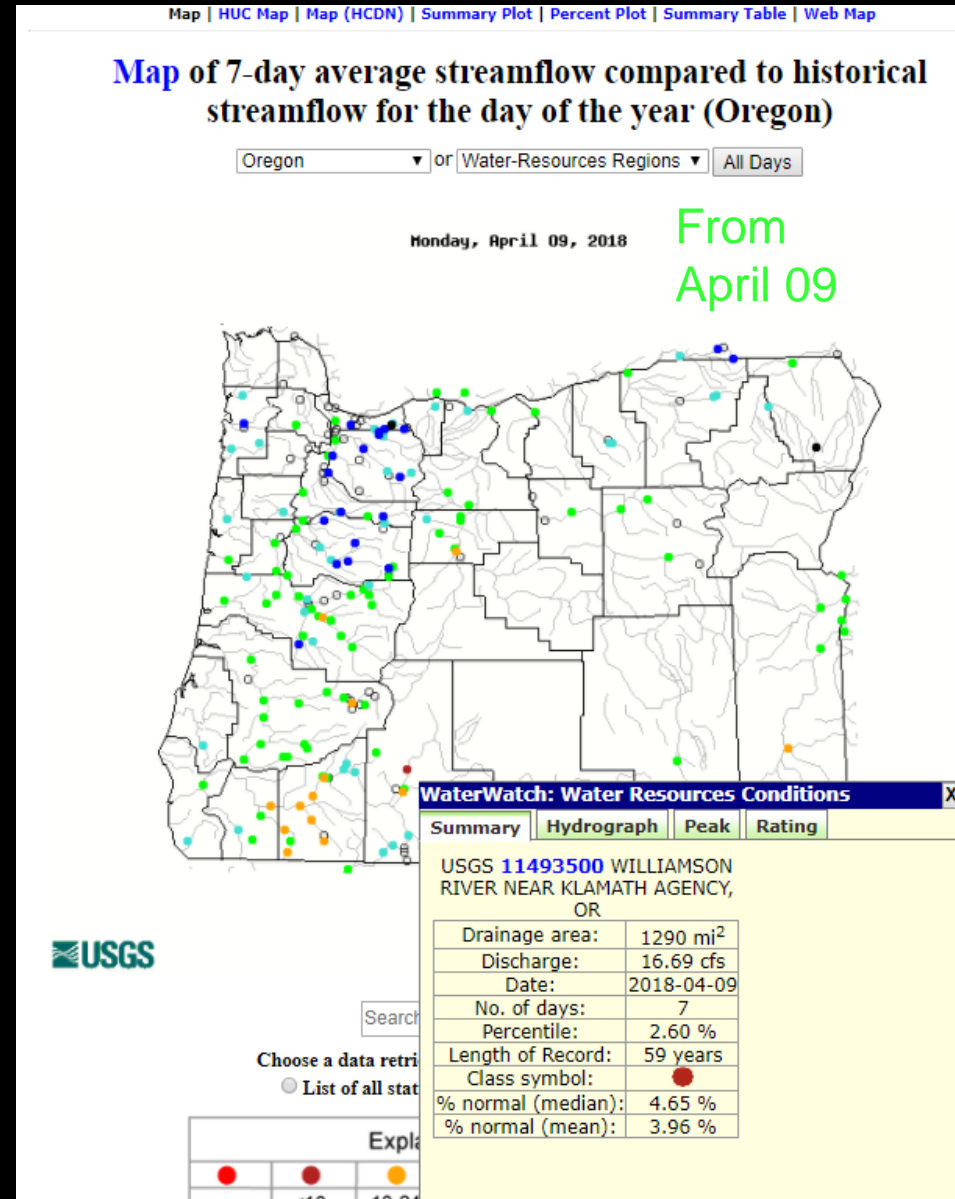 Map | HUC Map | Map (HCDN) | Summary Plot | Percent Plot | Summary Table | Web Map
Map of 7-day average streamflow compared to historical
streamflow for the day of the year (Oregon)
Oregon or Water-Resources Regions All Days
Monday, April 09, 2018
From
April 09
WaterWatch: Water Resources Conditions X
Summary Hydrograph Peak Rating
USGS 11493500 WILLIAMSON
RIVER NEAR KLAMATH AGENCY,
OR
Drainage area: 1290 mi2
Discharge: 16.69 cfs
Date: 2018-04-09
No. of days: 7
Percentile: 2.60 %
Length of Record: 59 years
Class symbol:
% normal (median): 4.65 %
% normal (mean): 3.96 %
USGS
Search
Choose a data retri
List of all stat
Expla